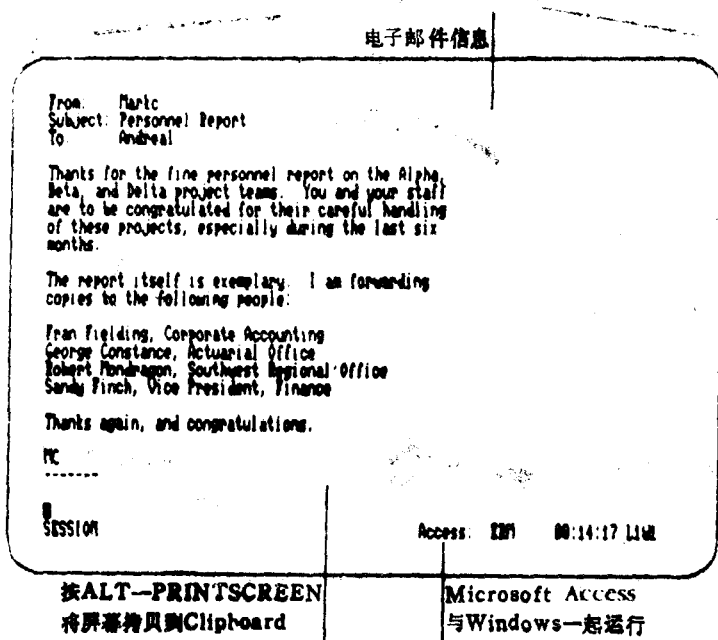 电子邮件信息
From: Markc
Subject: Personnel Report
To: Andreal
Thanks for the fine personnel report on the Alpha,
Beta, and Delta project teams. You and your staff
are to be congratulated for their careful handling
of these projects, especially during the last six
months.
The report itself is exemplary. I am forwarding
copies to the following people:
Fran Fielding, Corporate Accounting
George Constance, Actuarial Office
Robert Mondragon, Southwest Regional Office
Sandy Finch, Vice President, Finance
Thanks again, and congratulations.
MC
-------
SESSION Access: 00:14:17
按ALT—PRINTSCREEN
将屏幕拷贝到Clipboard
Microsoft Access
与Windows一起运行